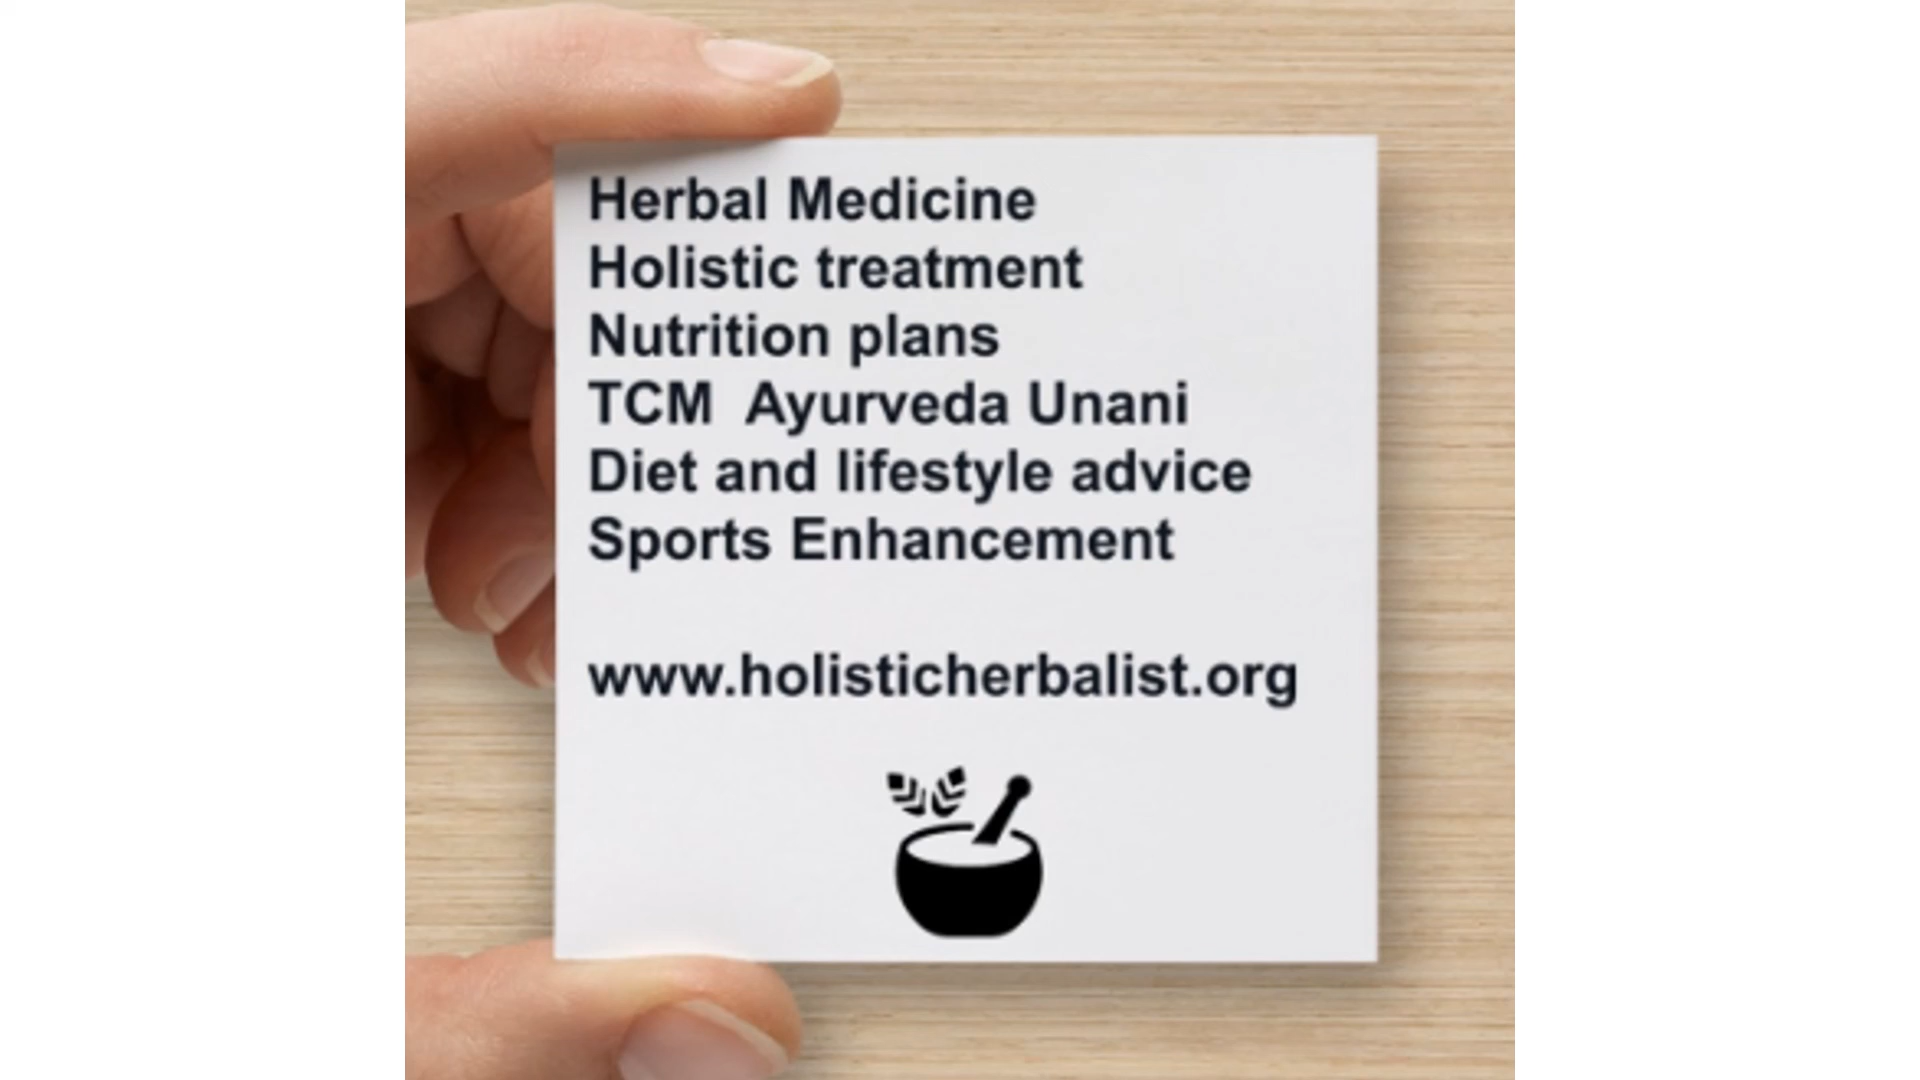 Herbal Medicine
Holistic treatment
Nutrition plans
TCM  Ayurveda Unani
Diet and lifestyle advice
Sports Enhancement
www.holisticherbalist.org